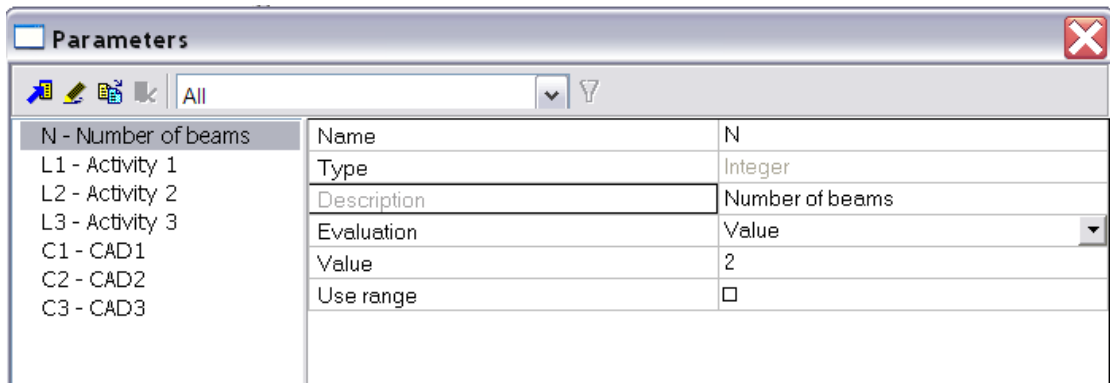 Parameters
All
N - Number of beams
L1 - Activity 1
L2 - Activity 2
L3 - Activity 3
C1 - CAD1
C2 - CAD2
C3 - CAD3
Name N
Type Integer
Description Number of beams
Evaluation Value
Value 2
Use range